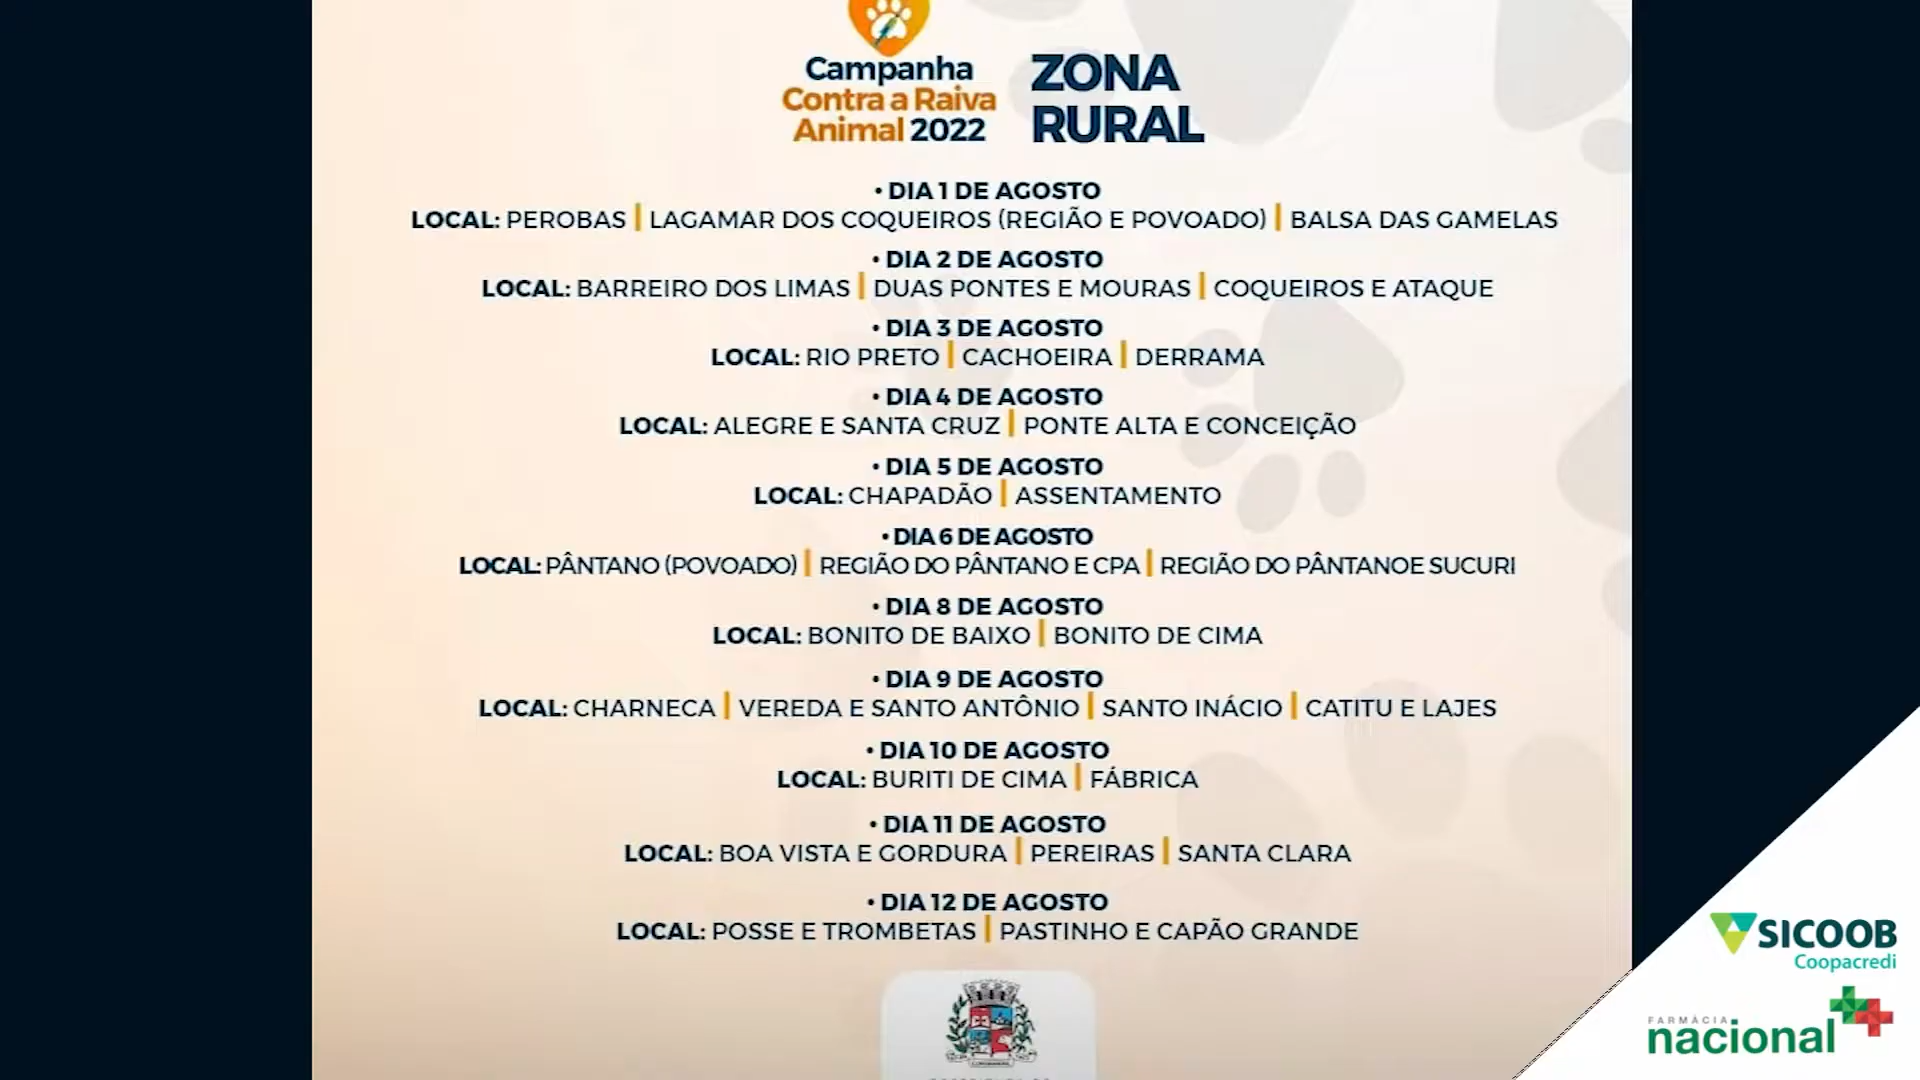 Campanha
Contra a Raiva
Animal 2022
ZONA
RURAL
• DIA 1 DE AGOSTO
LOCAL: PEROBAS | LAGAMAR DOS COQUEIROS (REGIÃO E POVOADO) | BALSA DAS GAMELAS
• DIA 2 DE AGOSTO
LOCAL: BARREIRO DOS LIMAS | DUAS PONTES E MOURAS | COQUEIROS E ATAQUE
• DIA 3 DE AGOSTO
LOCAL: RIO PRETO | CACHOEIRA | DERRAMA
• DIA 4 DE AGOSTO
LOCAL: ALEGRE E SANTA CRUZ | PONTE ALTA E CONCEIÇÃO
• DIA 5 DE AGOSTO
LOCAL: CHAPADÃO | ASSENTAMENTO
• DIA 6 DE AGOSTO
LOCAL: PÂNTANO (POVOADO) | REGIÃO DO PÂNTANO E CPA | REGIÃO DO PÂNTANOE SUCURI
• DIA 8 DE AGOSTO
LOCAL: BONITO DE BAIXO | BONITO DE CIMA
• DIA 9 DE AGOSTO
LOCAL: CHARNECA | VEREDA E SANTO ANTÔNIO | SANTO INÁCIO | CATITU E LAJES
• DIA 10 DE AGOSTO
LOCAL: BURITI DE CIMA | FÁBRICA
• DIA 11 DE AGOSTO
LOCAL: BOA VISTA E GORDURA | PEREIRAS | SANTA CLARA
• DIA 12 DE AGOSTO
LOCAL: POSSE E TROMBETAS | PASTINHO E CAPÃO GRANDE
SICOOB
Coopacredi
FARMÁCIA
nacional